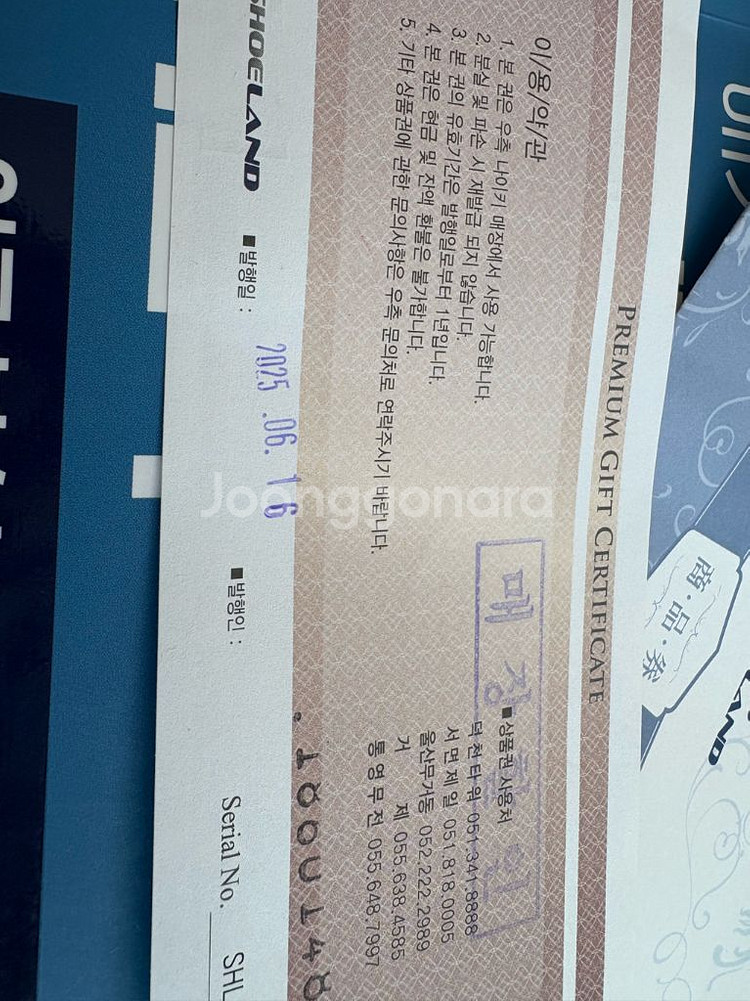 PREMIUM GIFT CERTIFICATE
이/용/약/관
1. 본 권은 우측 나이키 매장에서 사용 가능합니다.
2. 분실 및 파손 시 재발급 되지 않습니다.
3. 본 권의 유효기간은 발행일로부터 1년입니다.
4. 본 권은 현금 및 잔액 환불은 불가합니다.
5. 기타 상품권에 관한 문의사항은 우측 문의처로 연락주시기 바랍니다.
매장확인
■ 상품권 사용처
덕천타워 051.341.8888
서면제일 051.818.0005
울산무거동 052.222.2989
거 제 055.638.4585
통영무전 055.648.7997
SHOELAND
■ 발행일 :
2025.06.16
■ 발행인 :
Serial No.
SHL
商·品·券
LAND
Joonggonara